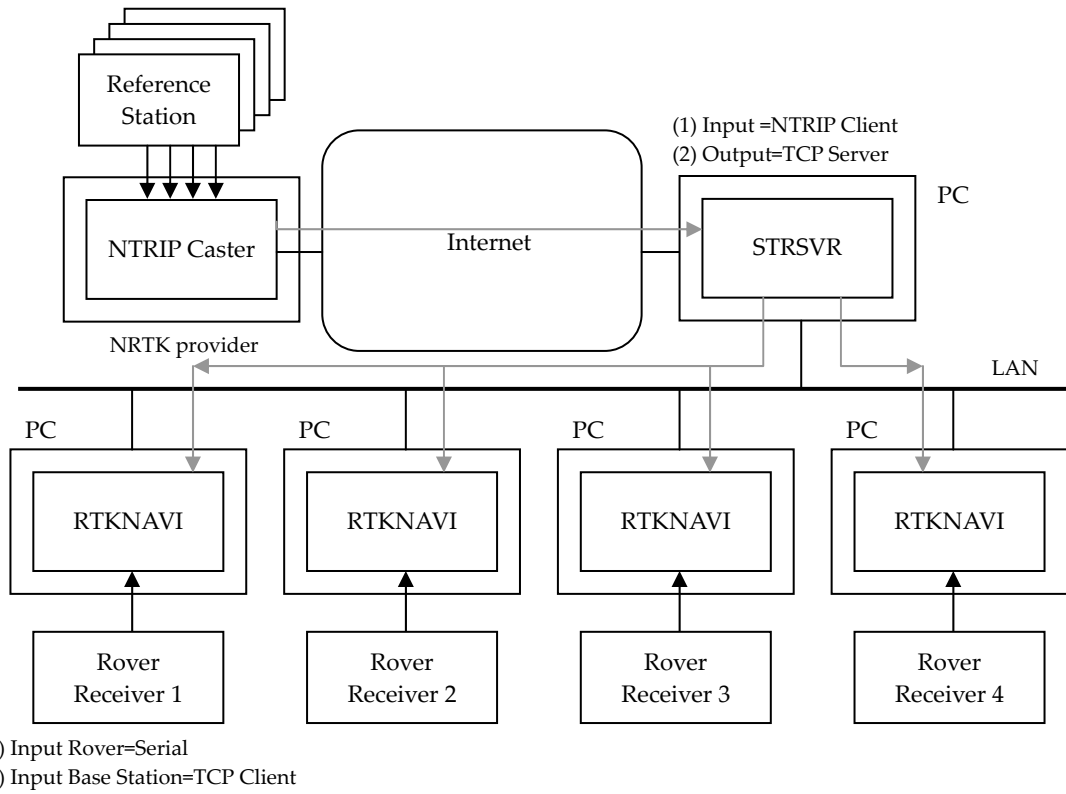 Reference
Station
(1) Input =NTRIP Client
(2) Output=TCP Server
PC
NTRIP Caster
Internet
STRSVR
NRTK provider
LAN
PC
PC
PC
PC
RTKNAVI
RTKNAVI
RTKNAVI
RTKNAVI
Rover
Receiver 1
Rover
Receiver 2
Rover
Receiver 3
Rover
Receiver 4
) Input Rover=Serial
) Input Base Station=TCP Client